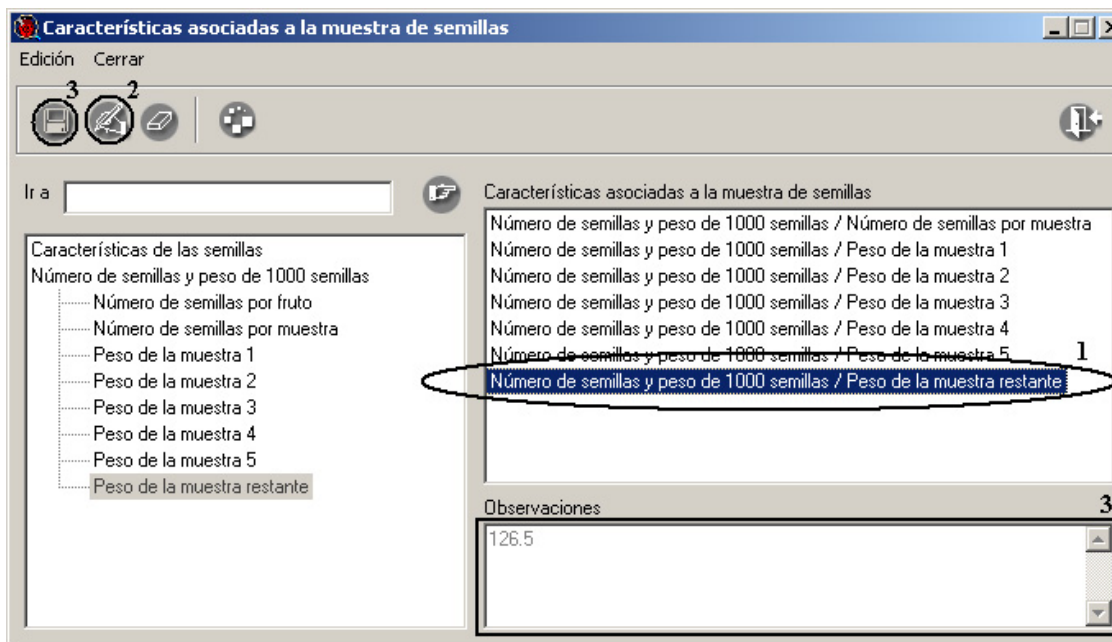 Características asociadas a la muestra de semillas
Edición Cerrar
3 2
Ir a
Características de las semillas
Número de semillas y peso de 1000 semillas
Número de semillas por fruto
Número de semillas por muestra
Peso de la muestra 1
Peso de la muestra 2
Peso de la muestra 3
Peso de la muestra 4
Peso de la muestra 5
Peso de la muestra restante
Características asociadas a la muestra de semillas
Número de semillas y peso de 1000 semillas / Número de semillas por muestra
Número de semillas y peso de 1000 semillas / Peso de la muestra 1
Número de semillas y peso de 1000 semillas / Peso de la muestra 2
Número de semillas y peso de 1000 semillas / Peso de la muestra 3
Número de semillas y peso de 1000 semillas / Peso de la muestra 4
Número de semillas y peso de 1000 semillas / Peso de la muestra 5 1
Número de semillas y peso de 1000 semillas / Peso de la muestra restante
Observaciones 3
126.5